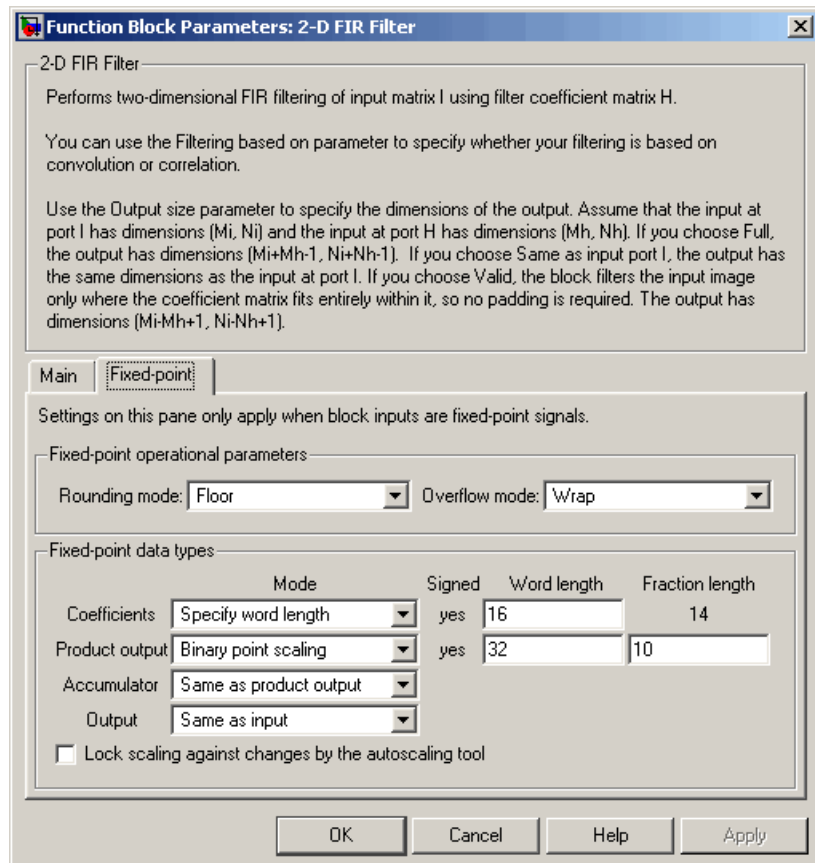 Function Block Parameters: 2-D FIR Filter
2-D FIR Filter
Performs two-dimensional FIR filtering of input matrix I using filter coefficient matrix H.
You can use the Filtering based on parameter to specify whether your filtering is based on
convolution or correlation.
Use the Output size parameter to specify the dimensions of the output. Assume that the input at
port I has dimensions (Mi, Ni) and the input at port H has dimensions (Mh, Nh). If you choose Full,
the output has dimensions (Mi+Mh-1, Ni+Nh-1).  If you choose Same as input port I, the output has
the same dimensions as the input at port I. If you choose Valid, the block filters the input image
only where the coefficient matrix fits entirely within it, so no padding is required. The output has
dimensions (Mi-Mh+1, Ni-Nh+1).
Main Fixed-point
Settings on this pane only apply when block inputs are fixed-point signals.
Fixed-point operational parameters
Rounding mode: Floor Overflow mode: Wrap
Fixed-point data types
Mode Signed Word length Fraction length
Coefficients Specify word length yes 16 14
Product output Binary point scaling yes 32 10
Accumulator Same as product output
Output Same as input
Lock scaling against changes by the autoscaling tool
OK Cancel Help Apply